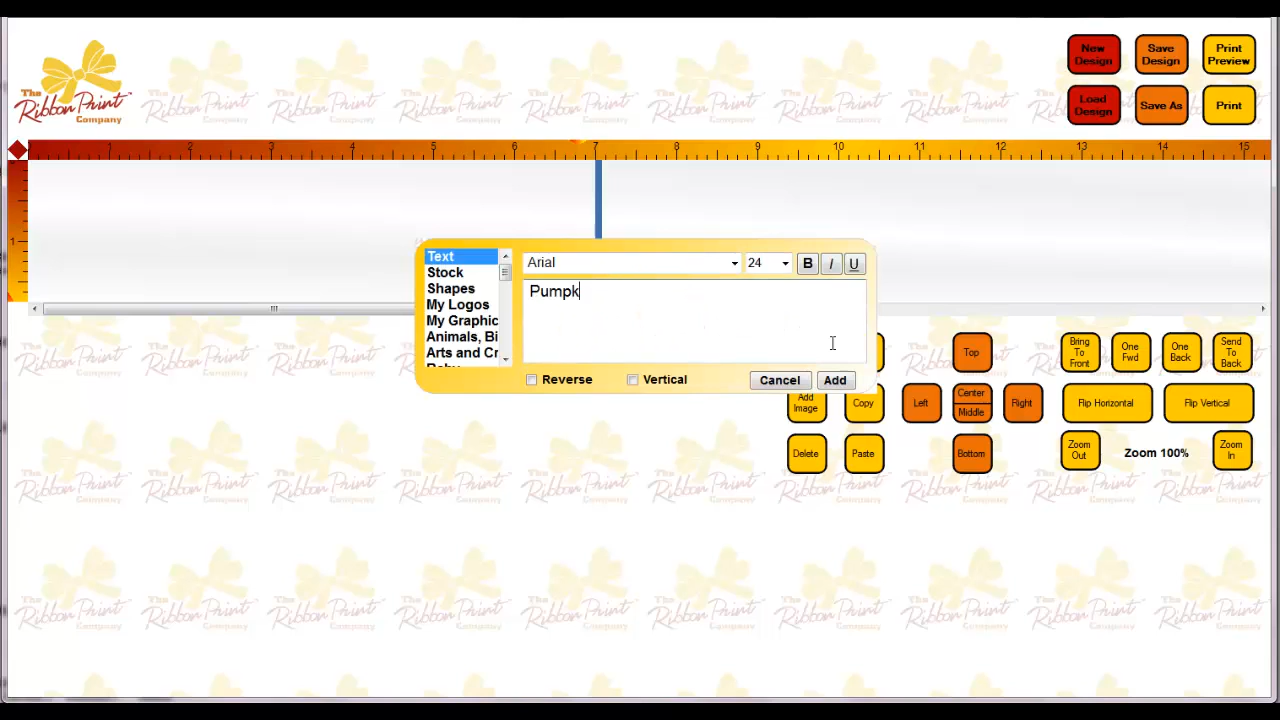 The
Ribbon Print™
Company
New Design
Save Design
Print Preview
Load Design
Save As
Print
1 2 3 4 5 6 7 8 9 10 11 12 13 14 15
1
Text
Stock
Shapes
My Logos
My Graphic
Animals, Bi
Arts and Cr
Arial
24
B I U
Pumpk
Reverse
Vertical
Cancel
Add
Top
Bring To Front
One Fwd
One Back
Send To Back
Add Image
Copy
Left
Center
Middle
Right
Flip Horizontal
Flip Vertical
Delete
Paste
Bottom
Zoom Out
Zoom 100%
Zoom In